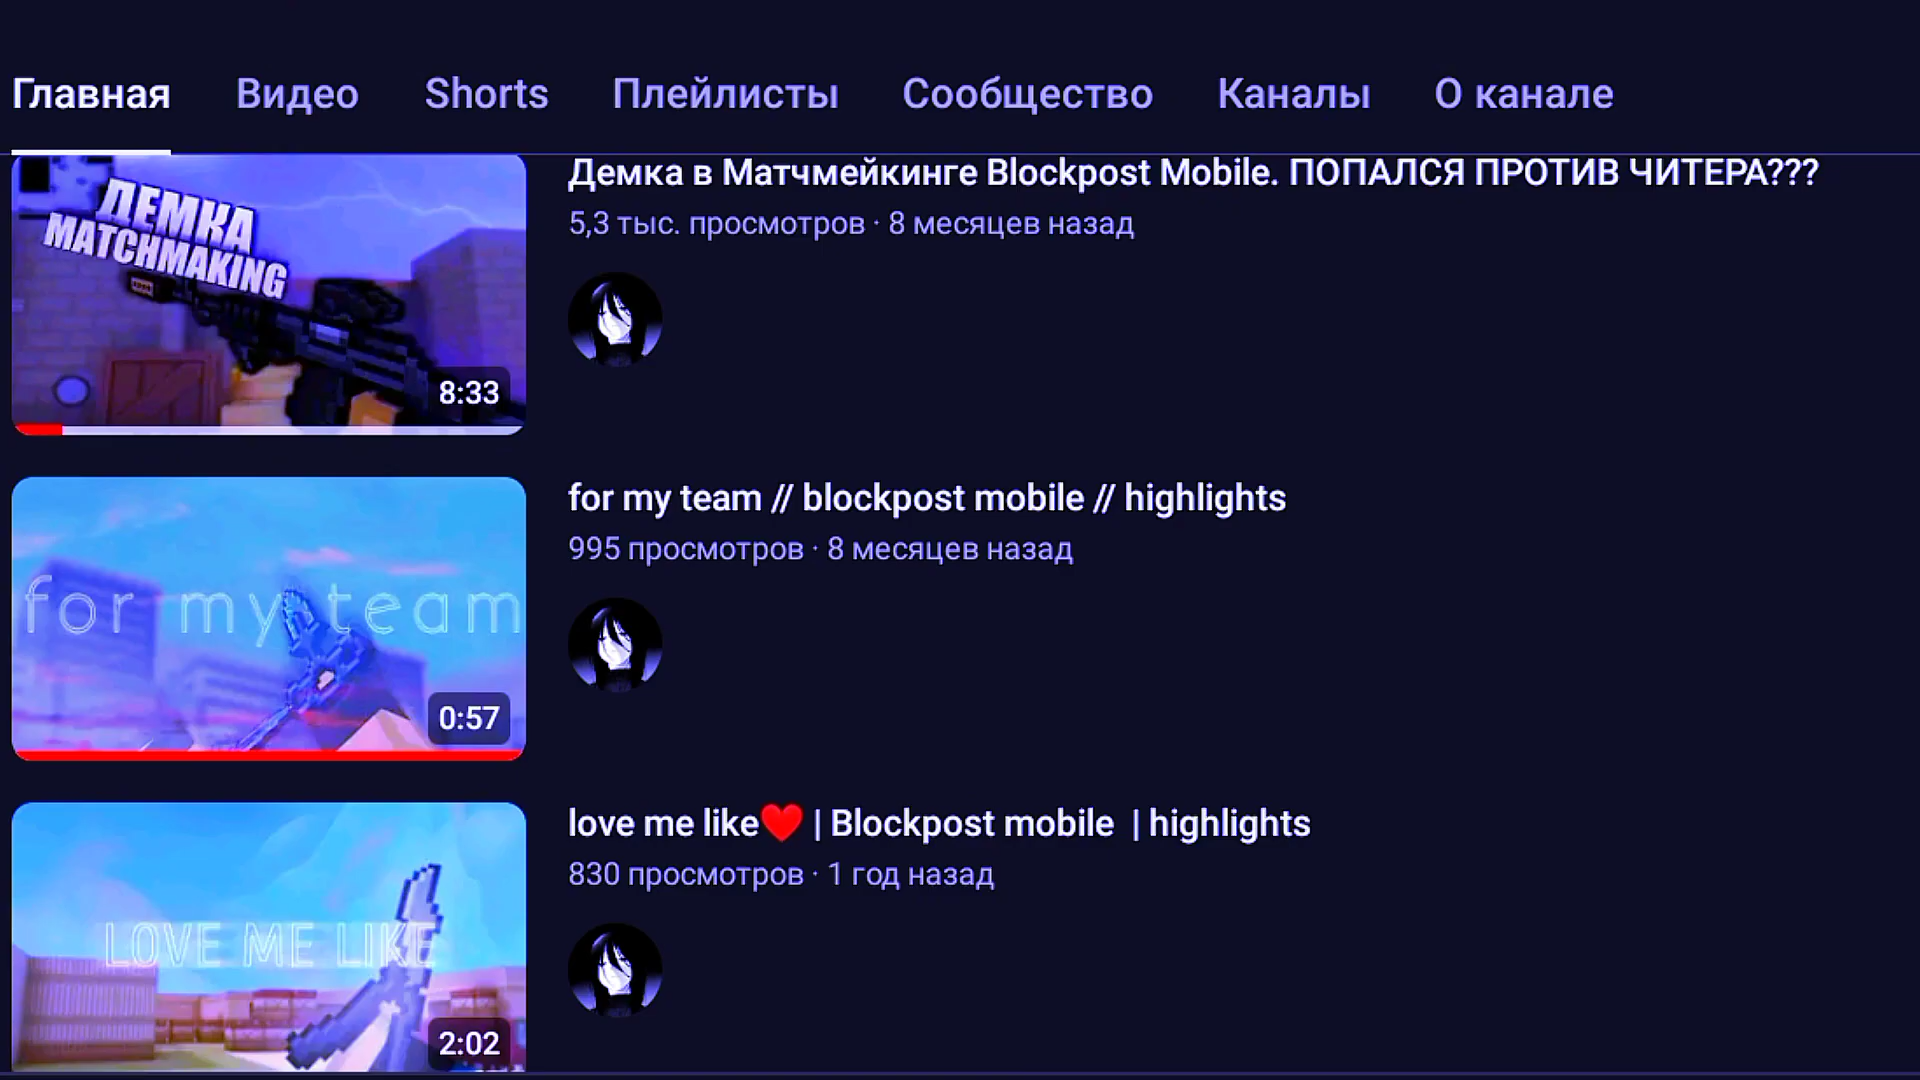 Главная Видео Shorts Плейлисты Сообщество Каналы О канале
ДЕМКА
MATCHMAKING
8:33
Демка в Матчмейкинге Blockpost Mobile. ПОПАЛСЯ ПРОТИВ ЧИТЕРА???
5,3 тыс. просмотров · 8 месяцев назад
for my team
0:57
for my team // blockpost mobile // highlights
995 просмотров · 8 месяцев назад
LOVE ME LIKE
2:02
love me like❤️ | Blockpost mobile | highlights
830 просмотров · 1 год назад